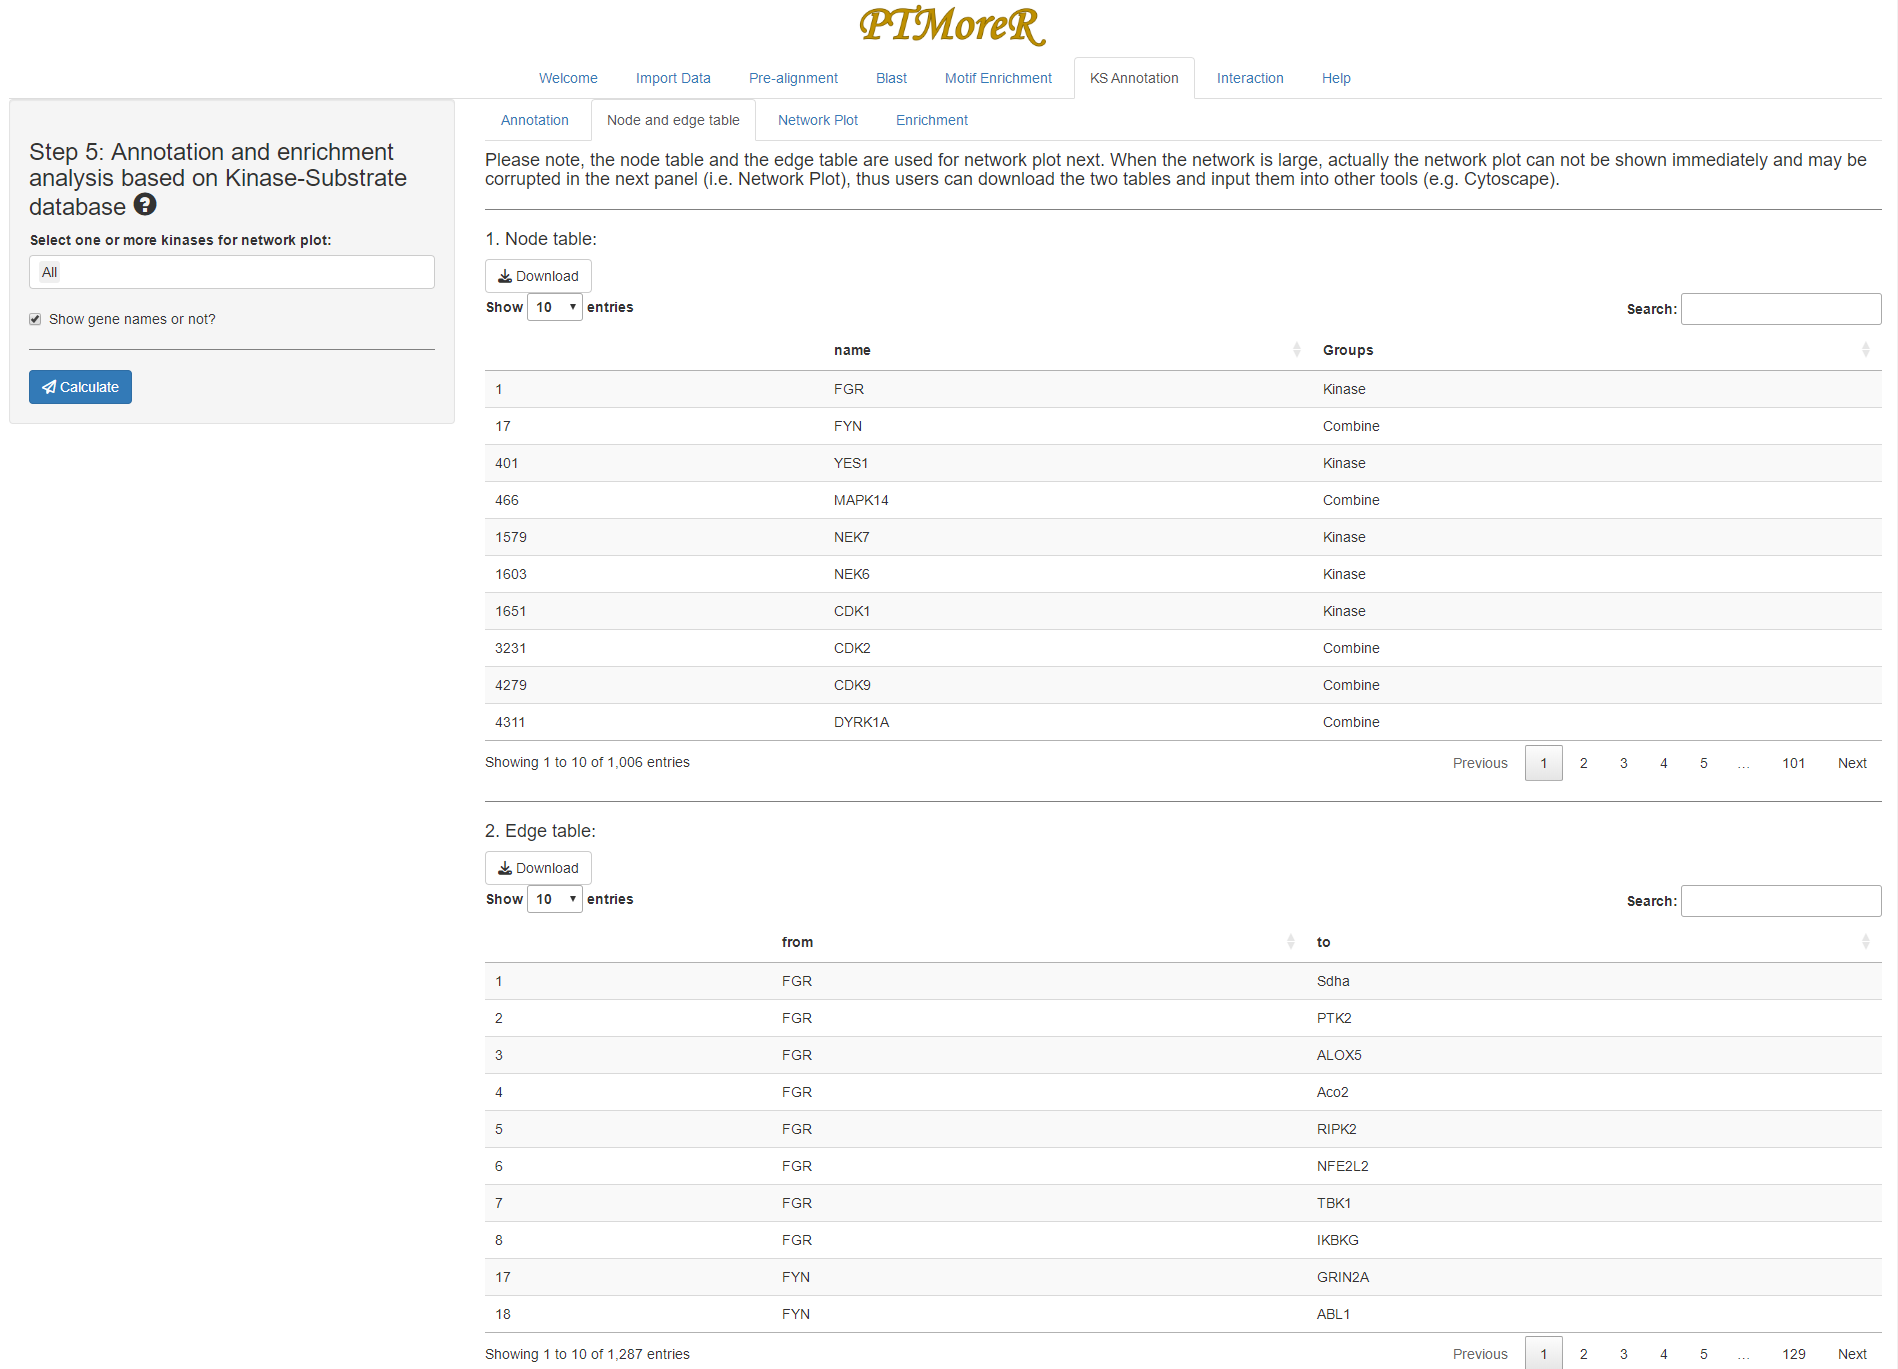 PTMoreR
Welcome Import Data Pre-alignment Blast Motif Enrichment KS Annotation Interaction Help
Step 5: Annotation and enrichment
analysis based on Kinase-Substrate
database ?
Select one or more kinases for network plot:
All
Show gene names or not?
Calculate
Annotation Node and edge table Network Plot Enrichment
Please note, the node table and the edge table are used for network plot next. When the network is large, actually the network plot can not be shown immediately and may be
corrupted in the next panel (i.e. Network Plot), thus users can download the two tables and input them into other tools (e.g. Cytoscape).
1. Node table:
Download
Show 10 entries Search:
name Groups
1 FGR Kinase
17 FYN Combine
401 YES1 Kinase
466 MAPK14 Combine
1579 NEK7 Kinase
1603 NEK6 Kinase
1651 CDK1 Kinase
3231 CDK2 Combine
4279 CDK9 Combine
4311 DYRK1A Combine
Showing 1 to 10 of 1,006 entries Previous 1 2 3 4 5 … 101 Next
2. Edge table:
Download
Show 10 entries Search:
from to
1 FGR Sdha
2 FGR PTK2
3 FGR ALOX5
4 FGR Aco2
5 FGR RIPK2
6 FGR NFE2L2
7 FGR TBK1
8 FGR IKBKG
17 FYN GRIN2A
18 FYN ABL1
Showing 1 to 10 of 1,287 entries Previous 1 2 3 4 5 … 129 Next